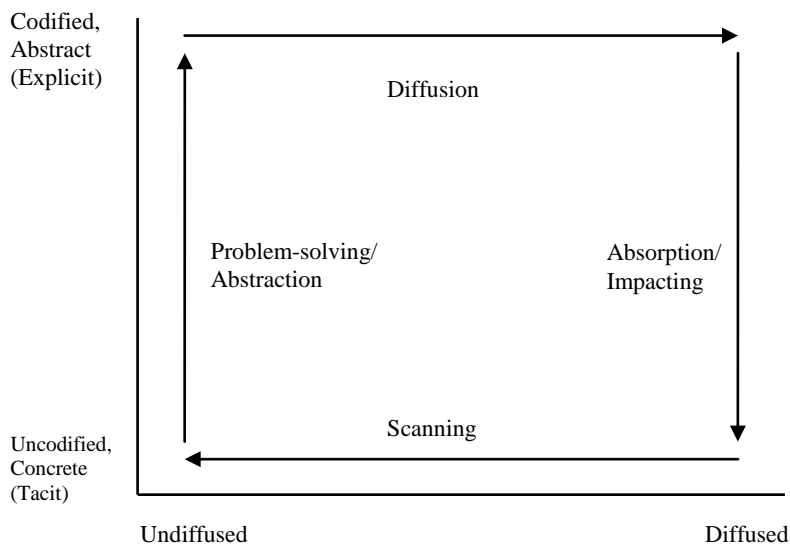 Codified,
Abstract
(Explicit)
Diffusion
Problem-solving/
Abstraction
Absorption/
Impacting
Scanning
Uncodified,
Concrete
(Tacit)
Undiffused
Diffused